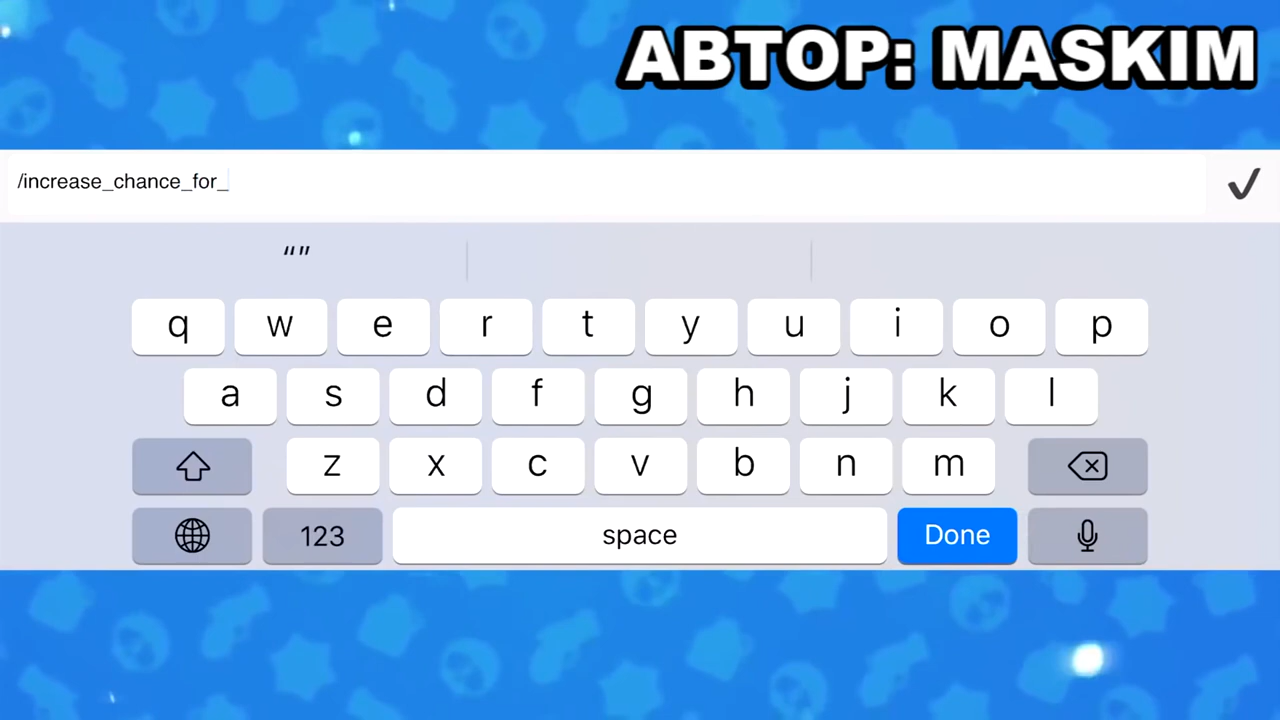 АВТОР: MASKIM
/increase_chance_for_
“”
q w e r t y u i o p
a s d f g h j k l
z x c v b n m
123 space Done